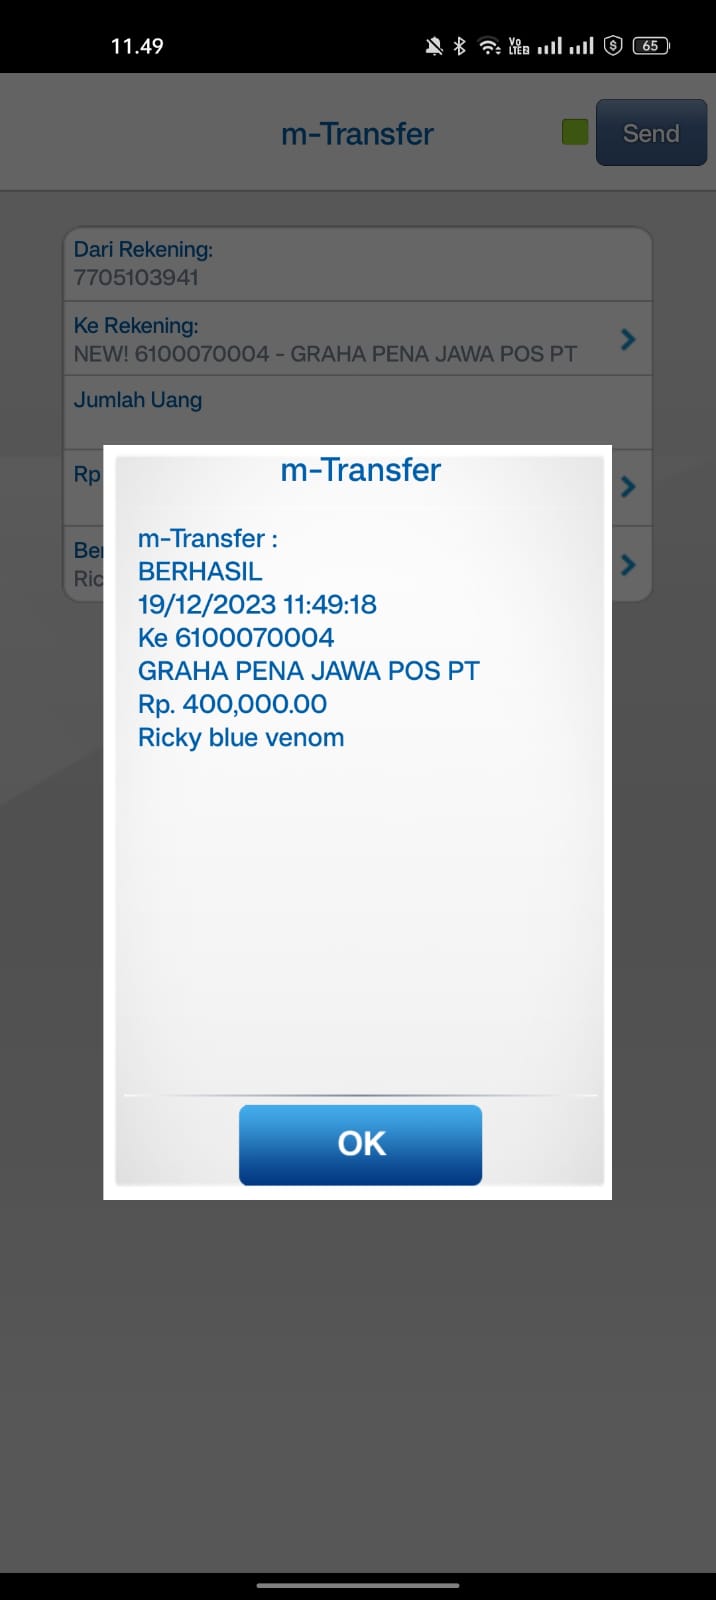 11.49
Vo
LTE
65
m-Transfer
Send
Dari Rekening:
7705103941
Ke Rekening:
NEW! 6100070004 - GRAHA PENA JAWA POS PT
Jumlah Uang
Rp
Ber
Ric
m-Transfer
m-Transfer :
BERHASIL
19/12/2023 11:49:18
Ke 6100070004
GRAHA PENA JAWA POS PT
Rp. 400,000.00
Ricky blue venom
OK